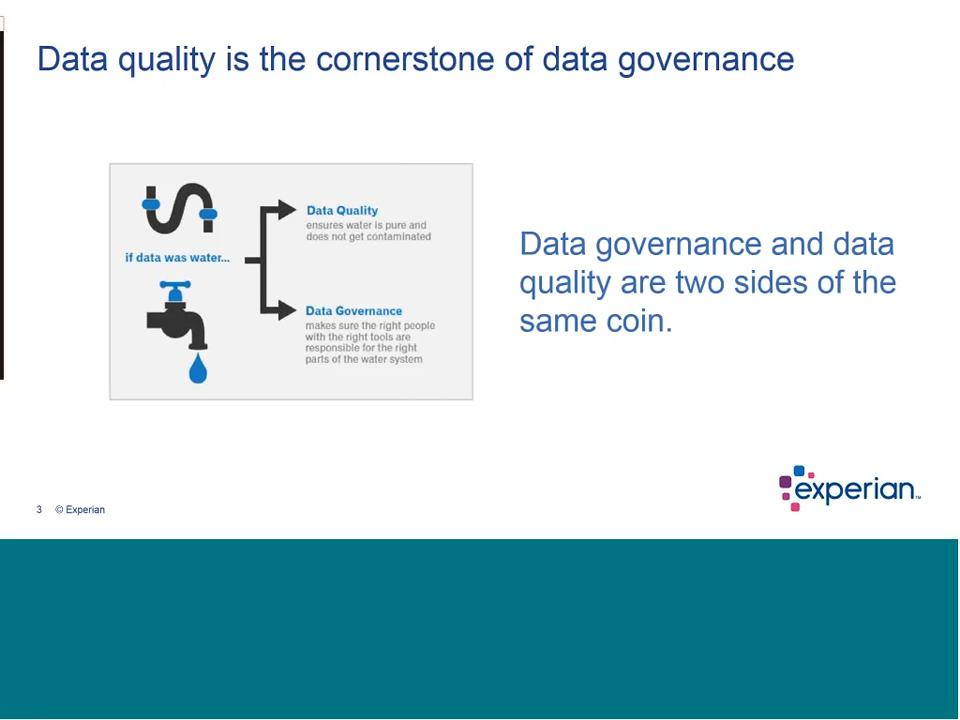 Data quality is the cornerstone of data governance
if data was water...
Data Quality
ensures water is pure and
does not get contaminated
Data Governance
makes sure the right people
with the right tools are
responsible for the right
parts of the water system
Data governance and data
quality are two sides of the
same coin.
experian™
3 © Experian